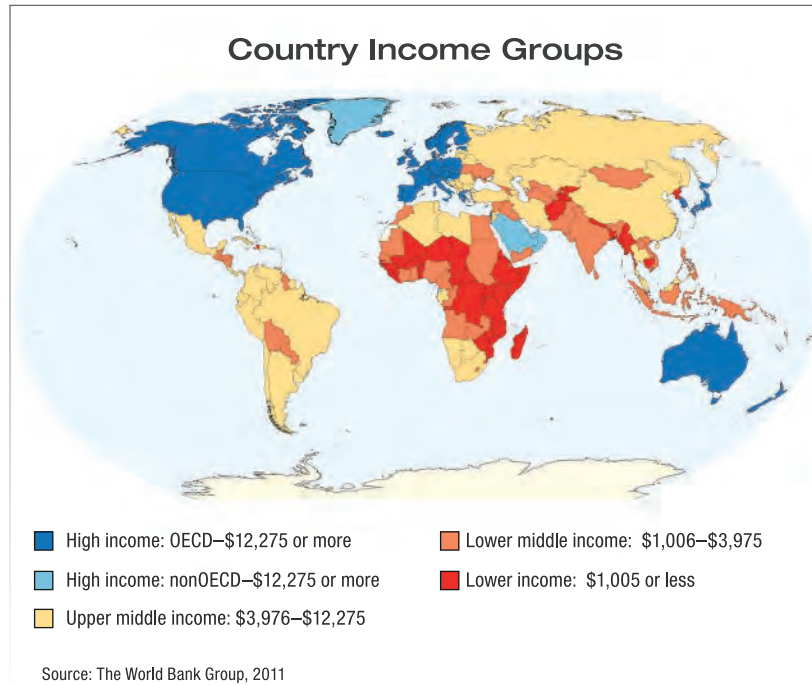 Country Income Groups
High income: OECD–$12,275 or more
High income: nonOECD–$12,275 or more
Upper middle income: $3,976–$12,275
Lower middle income: $1,006–$3,975
Lower income: $1,005 or less
Source: The World Bank Group, 2011